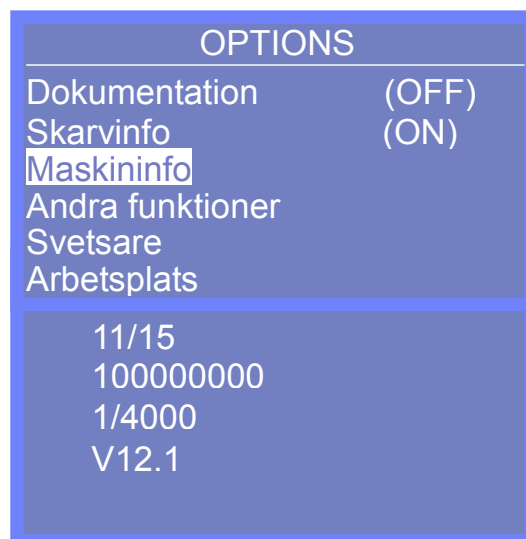 OPTIONS
Dokumentation (OFF)
Skarvinfo (ON)
Maskininfo
Andra funktioner
Svetsare
Arbetsplats
11/15
100000000
1/4000
V12.1